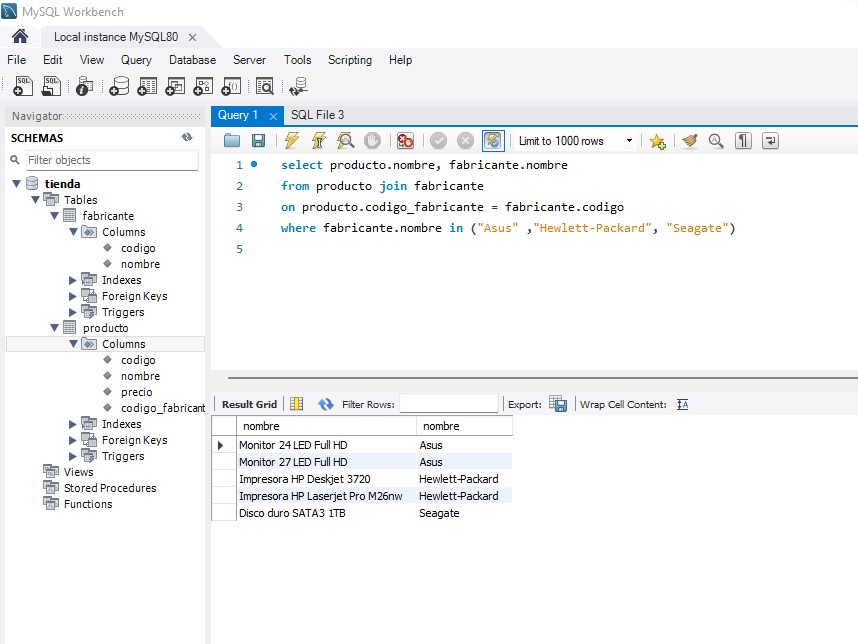 MySQL Workbench
Local instance MySQL80 ×
File Edit View Query Database Server Tools Scripting Help
Navigator
SCHEMAS
Filter objects
tienda
Tables
fabricante
Columns
codigo
nombre
Indexes
Foreign Keys
Triggers
producto
Columns
codigo
nombre
precio
codigo_fabricant
Indexes
Foreign Keys
Triggers
Views
Stored Procedures
Functions
Query 1 × SQL File 3
Limit to 1000 rows
1 select producto.nombre, fabricante.nombre
2 from producto join fabricante
3 on producto.codigo_fabricante = fabricante.codigo
4 where fabricante.nombre in ("Asus" ,"Hewlett-Packard", "Seagate")
5
Result Grid Filter Rows: Export: Wrap Cell Content: IA
nombre nombre
Monitor 24 LED Full HD Asus
Monitor 27 LED Full HD Asus
Impresora HP Deskjet 3720 Hewlett-Packard
Impresora HP Laserjet Pro M26nw Hewlett-Packard
Disco duro SATA3 1TB Seagate